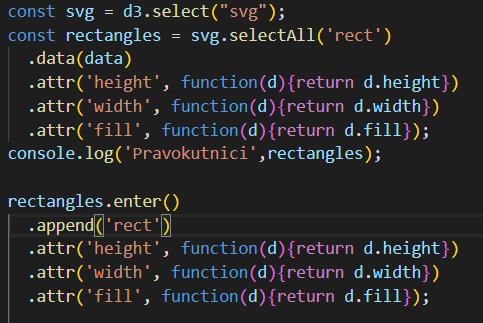 const svg = d3.select("svg");
const rectangles = svg.selectAll('rect')
  .data(data)
  .attr('height', function(d){return d.height})
  .attr('width', function(d){return d.width})
  .attr('fill', function(d){return d.fill});
console.log('Pravokutnici',rectangles);

rectangles.enter()
  .append('rect')
  .attr('height', function(d){return d.height})
  .attr('width', function(d){return d.width})
  .attr('fill', function(d){return d.fill});